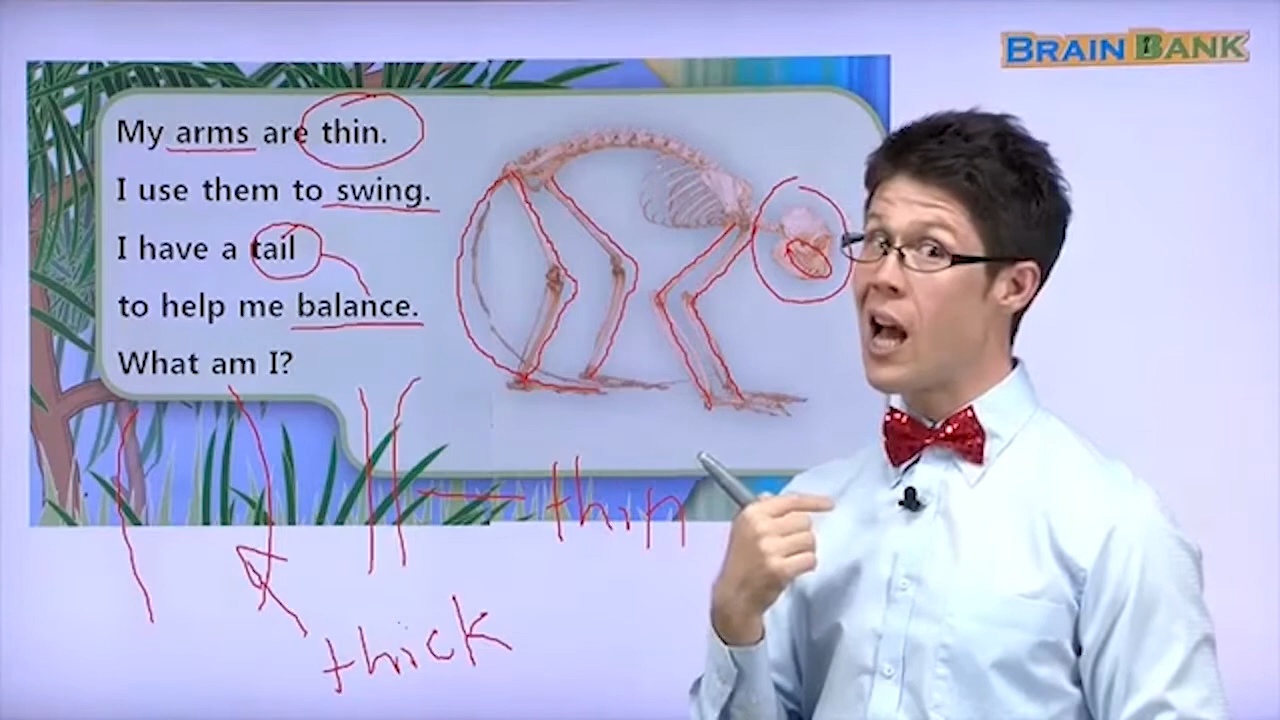 BRAIN BANK
My arms are thin.
I use them to swing.
I have a tail
to help me balance.
What am I?
thin
thick